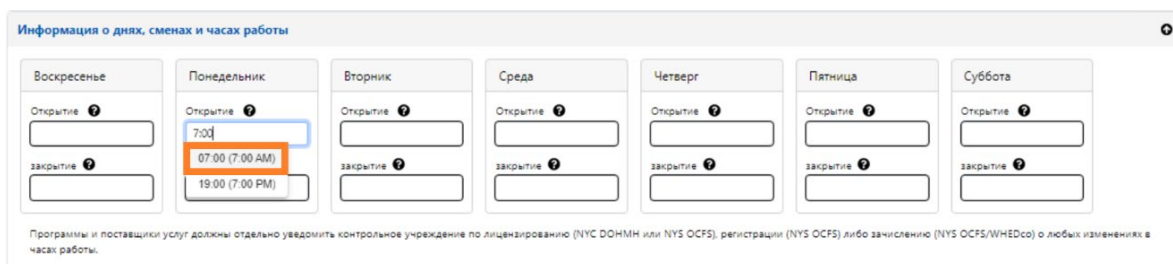 Информация о днях, сменах и часах работы
Воскресенье Понедельник Вторник Среда Четверг Пятница Суббота
Открытие Открытие Открытие Открытие Открытие Открытие Открытие
7:00
07:00 (7:00 AM)
закрытие закрытие закрытие закрытие закрытие закрытие
19:00 (7:00 PM)
Программы и поставщики услуг должны отдельно уведомить контрольное учреждение по лицензированию (NYC DOHMH или NYS OCFS), регистрации (NYS OCFS) либо зачислению (NYS OCFS/WHEDco) о любых изменениях в
часах работы.